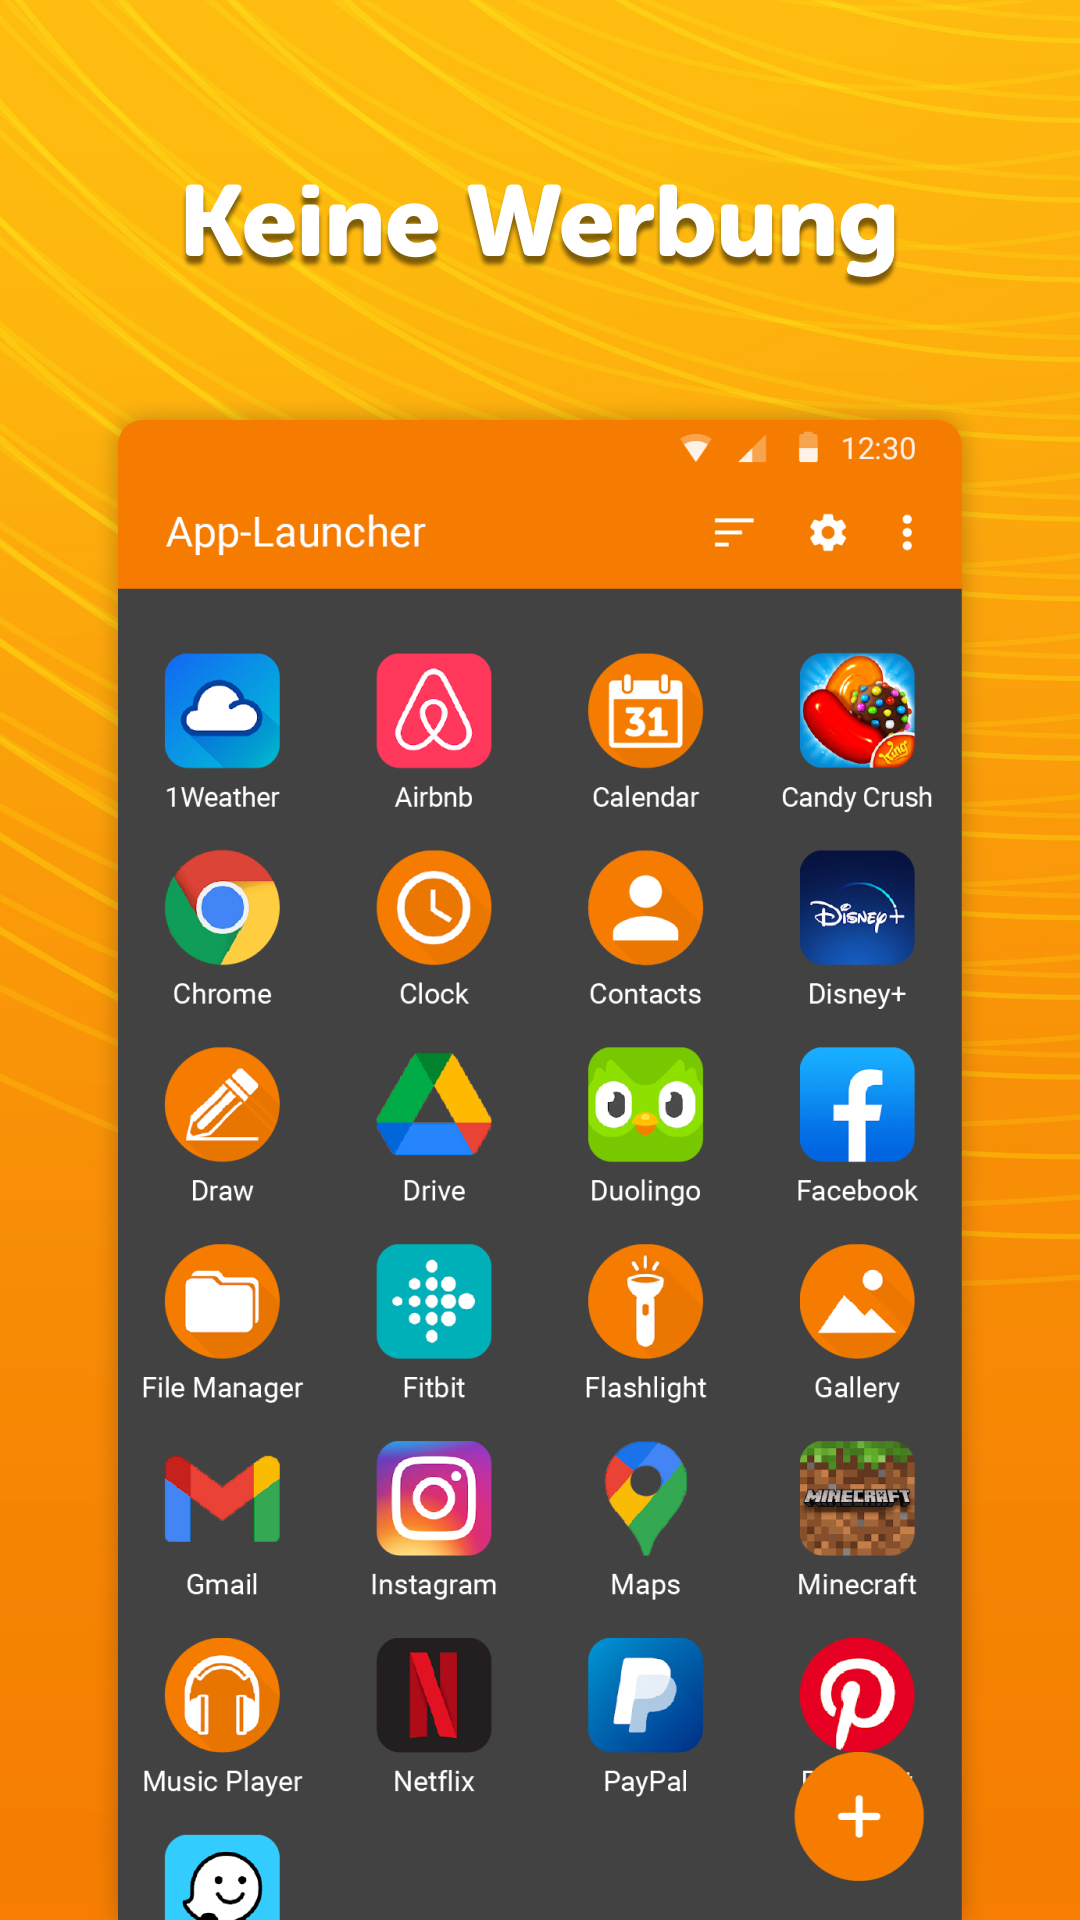 Keine Werbung
12:30
App-Launcher
31
King
1Weather Airbnb Calendar Candy Crush
Disney+
Chrome Clock Contacts Disney+
Draw Drive Duolingo Facebook
File Manager Fitbit Flashlight Gallery
MINECRAFT
Gmail Instagram Maps Minecraft
Music Player Netflix PayPal